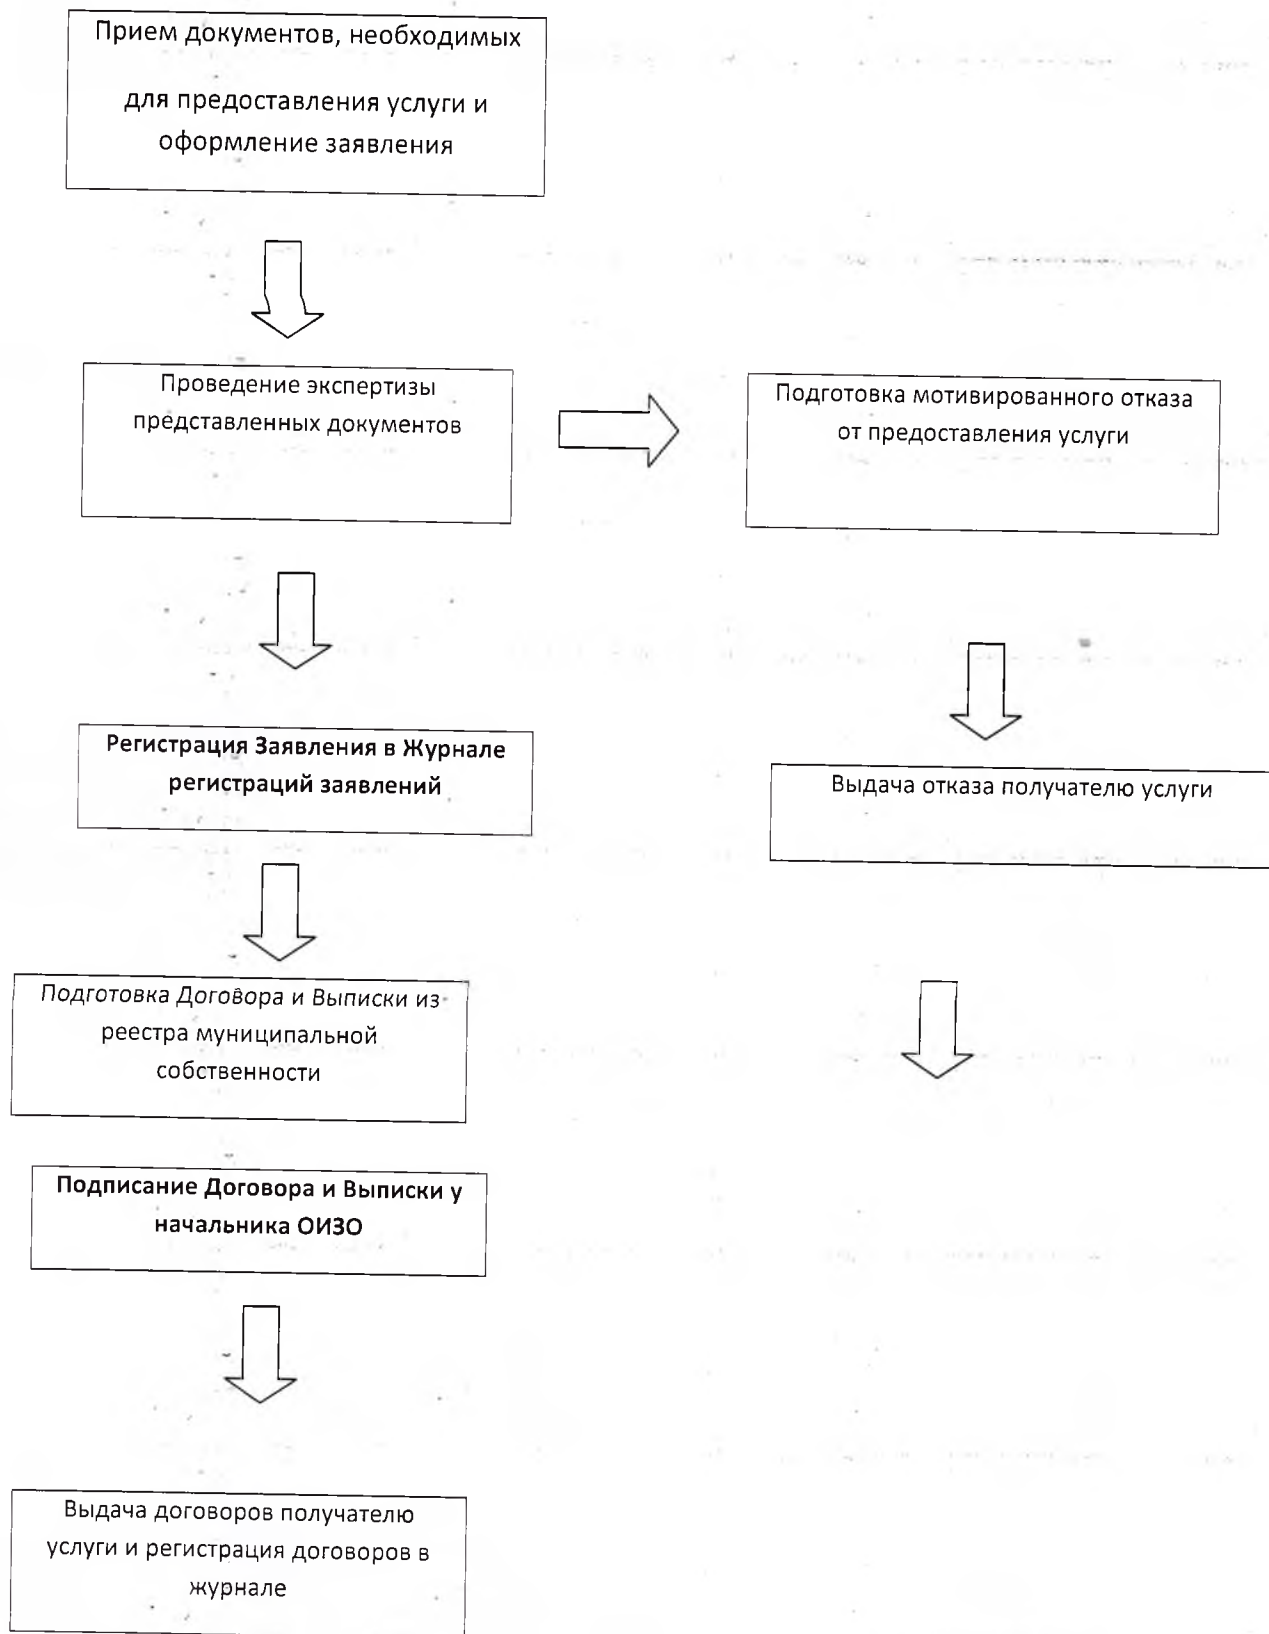 Прием документов, необходимых
для предоставления услуги и
оформление заявления
Проведение экспертизы
представленных документов
Подготовка мотивированного отказа
от предоставления услуги
Регистрация Заявления в Журнале
регистраций заявлений
Выдача отказа получателю услуги
Подготовка Договора и Выписки из
реестра муниципальной
собственности
Подписание Договора и Выписки у
начальника ОИЗО
Выдача договоров получателю
услуги и регистрация договоров в
журнале